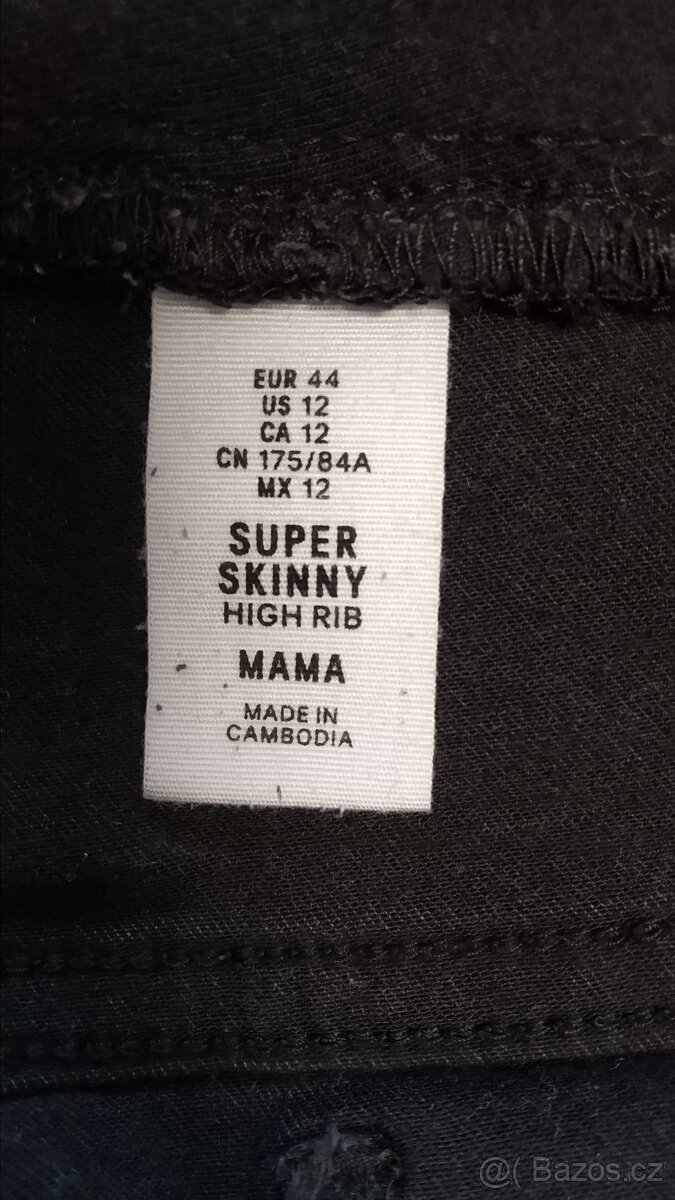 EUR 44
US 12
CA 12
CN 175/84A
MX 12
SUPER
SKINNY
HIGH RIB
MAMA
MADE IN
CAMBODIA
@( Bazoš.cz